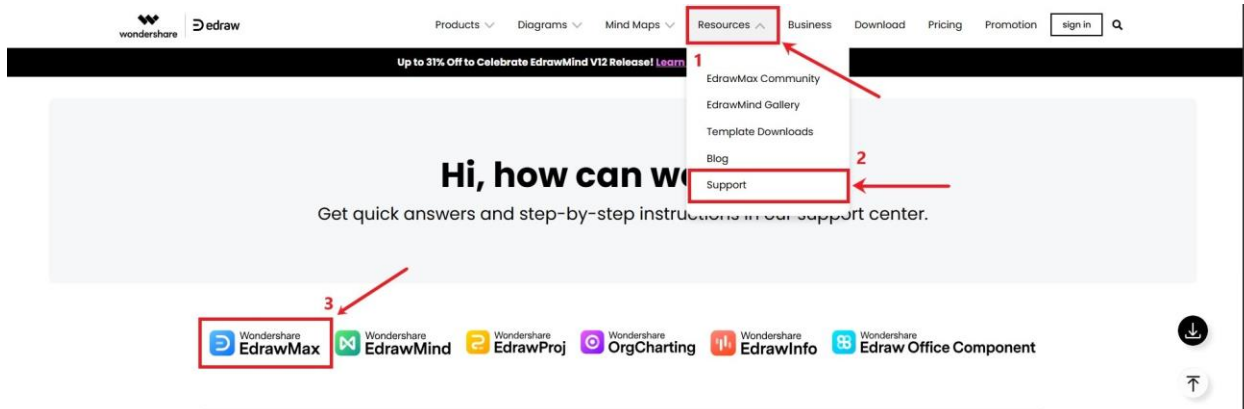 wondershare edraw Products Diagrams Mind Maps Resources Business Download Pricing Promotion sign in
Up to 31% Off to Celebrate EdrawMind V12 Release! Learn
1
EdrawMax Community
EdrawMind Gallery
Template Downloads
Blog
2
Support
Hi, how can we
Get quick answers and step-by-step instructions in our support center.
3
Wondershare EdrawMax
Wondershare EdrawMind
Wondershare EdrawProj
Wondershare OrgCharting
Wondershare EdrawInfo
Wondershare Edraw Office Component